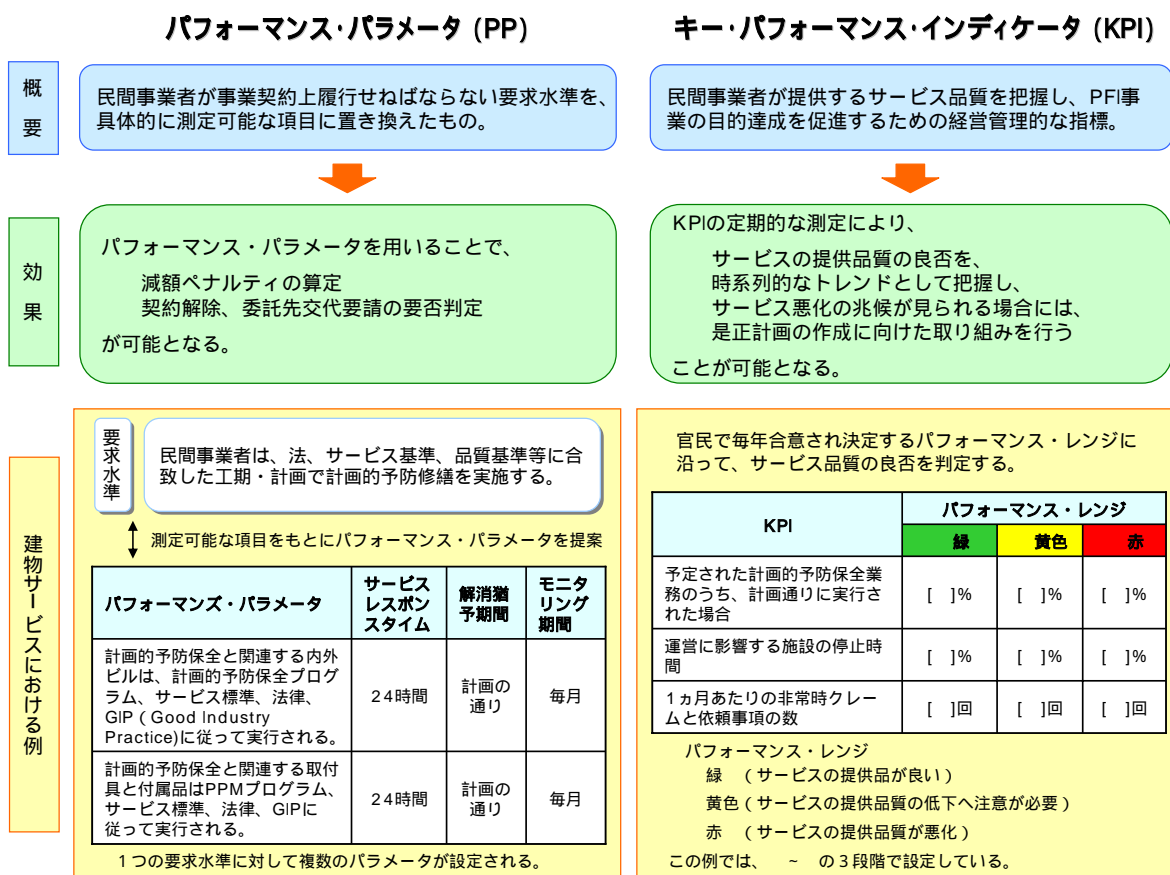 パフォーマンス・パラメータ (PP)
キー・パフォーマンス・インディケータ (KPI)
概
要
民間事業者が事業契約上履行せねばならない要求水準を、
具体的に測定可能な項目に置き換えたもの。
民間事業者が提供するサービス品質を把握し、PFI事
業の目的達成を促進するための経営管理的な指標。
効
果
パフォーマンス・パラメータを用いることで、
減額ペナルティの算定
契約解除、委託先交代要請の要否判定
が可能となる。
KPIの定期的な測定により、
サービスの提供品質の良否を、
時系列的なトレンドとして把握し、
サービス悪化の兆候が見られる場合には、
是正計画の作成に向けた取り組みを行う
ことが可能となる。
建物サービスにおける例
要求水準
民間事業者は、法、サービス基準、品質基準等に合
致した工期・計画で計画的予防修繕を実施する。
測定可能な項目をもとにパフォーマンス・パラメータを提案
パフォーマンズ・パラメータ
サービス
レスポン
スタイム
解消猶
予期間
モニタ
リング
期間
計画的予防保全と関連する内外
ビルは、計画的予防保全プログ
ラム、サービス標準、法律、
GIP ( Good Industry
Practice)に従って実行される。
24時間
計画の
通り
毎月
計画的予防保全と関連する取付
具と付属品はPPMプログラム、
サービス標準、法律、GIPに
従って実行される。
24時間
計画の
通り
毎月
1つの要求水準に対して複数のパラメータが設定される。
官民で毎年合意され決定するパフォーマンス・レンジに
沿って、サービス品質の良否を判定する。
KPI
パフォーマンス・レンジ
緑 黄色 赤
予定された計画的予防保全業
務のうち、計画通りに実行さ
れた場合
[ ]% [ ]% [ ]%
運営に影響する施設の停止時
間
[ ]% [ ]% [ ]%
1ヵ月あたりの非常時クレー
ムと依頼事項の数
[ ]回 [ ]回 [ ]回
パフォーマンス・レンジ
緑 (サービスの提供品が良い)
黄色(サービスの提供品質の低下へ注意が必要)
赤 (サービスの提供品質が悪化)
この例では、 ~ の3段階で設定している。